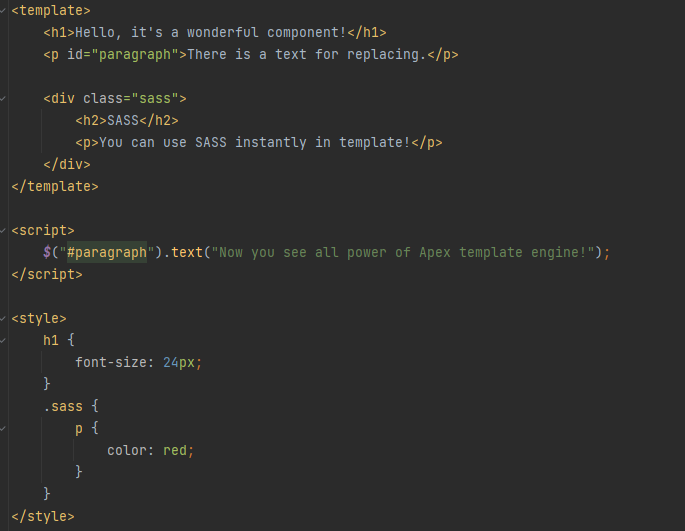 <template>
    <h1>Hello, it's a wonderful component!</h1>
    <p id="paragraph">There is a text for replacing.</p>

    <div class="sass">
        <h2>SASS</h2>
        <p>You can use SASS instantly in template!</p>
    </div>
</template>

<script>
    $("#paragraph").text("Now you see all power of Apex template engine!");
</script>

<style>
    h1 {
        font-size: 24px;
    }
    .sass {
        p {
            color: red;
        }
    }
</style>